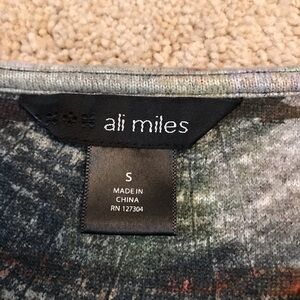 ali miles
S
MADE IN
CHINA
RN 127304